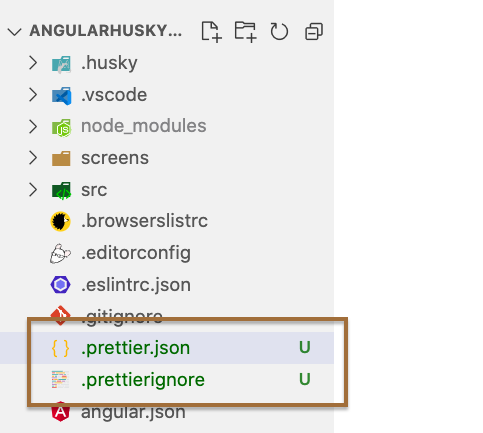 ANGULARHUSKY...
.husky
.vscode
node_modules
screens
src
.browserslistrc
.editorconfig
.eslintrc.json
.gitignore
.prettier.json U
.prettierignore U
angular.json